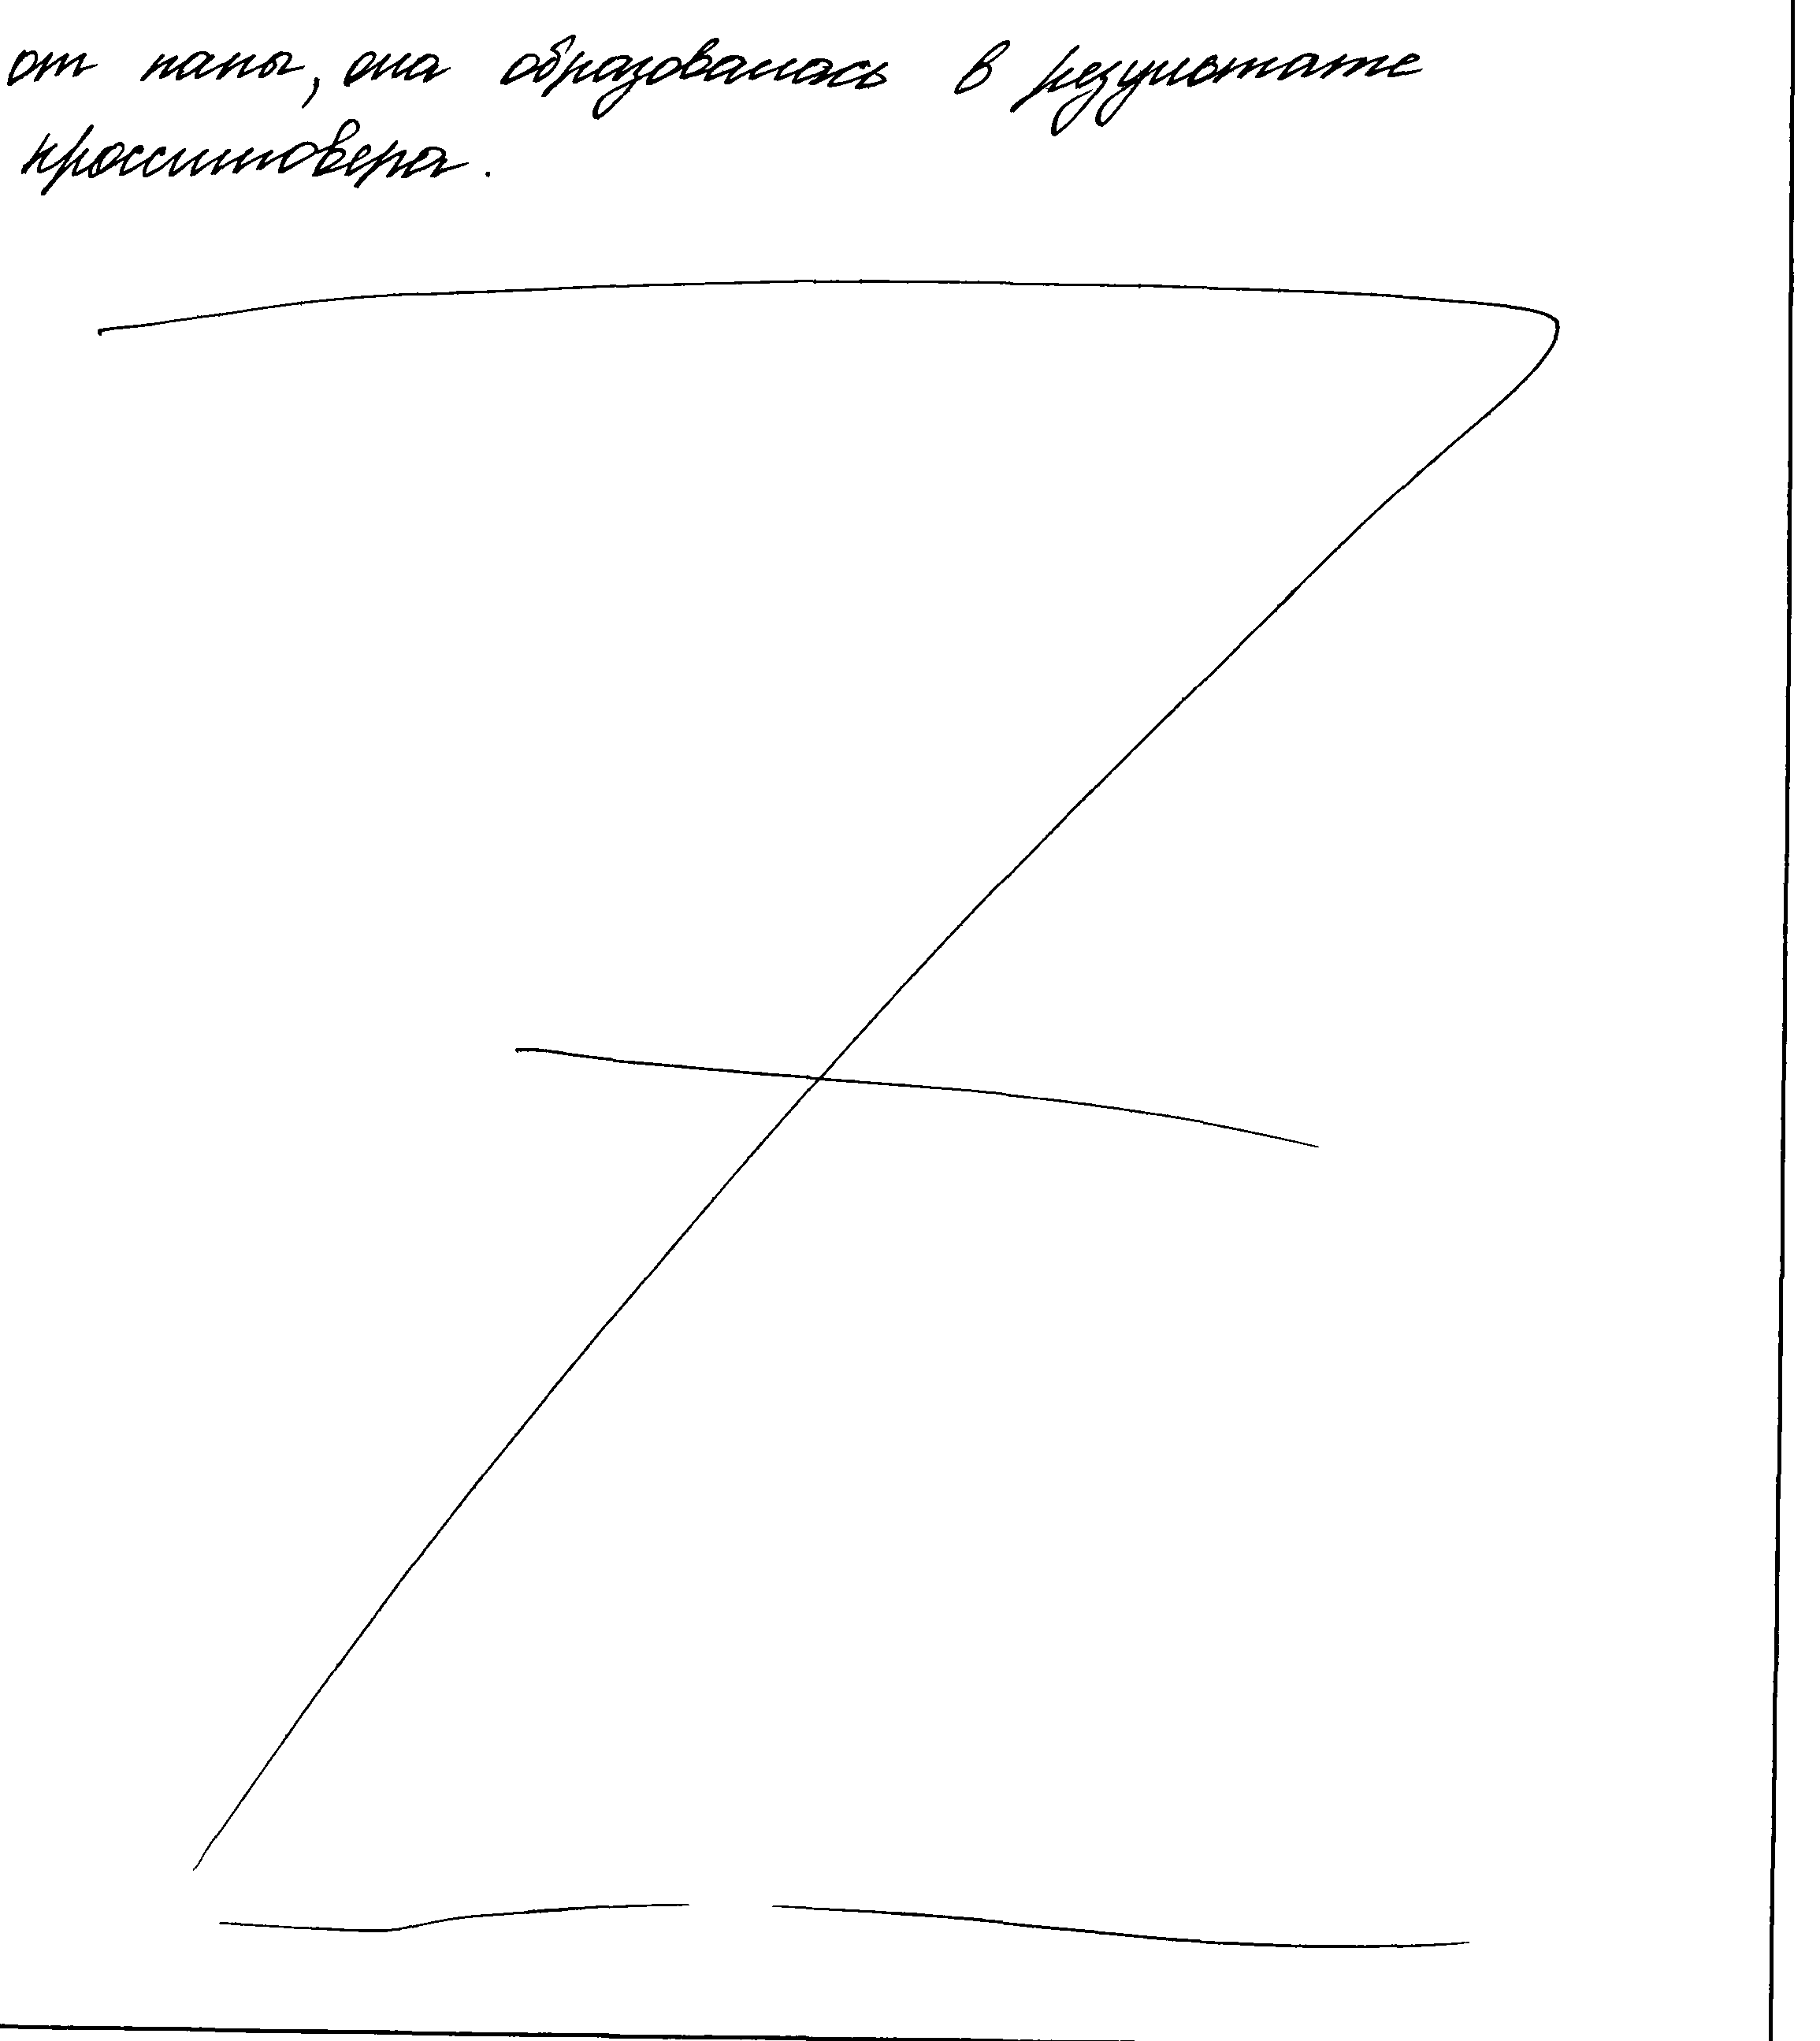 от папы, она образовалась в результате
кроссинговера.